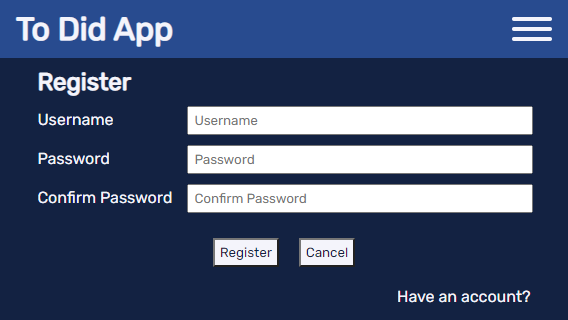 To Did App
Register
Username Username
Password Password
Confirm Password Confirm Password
Register Cancel
Have an account?